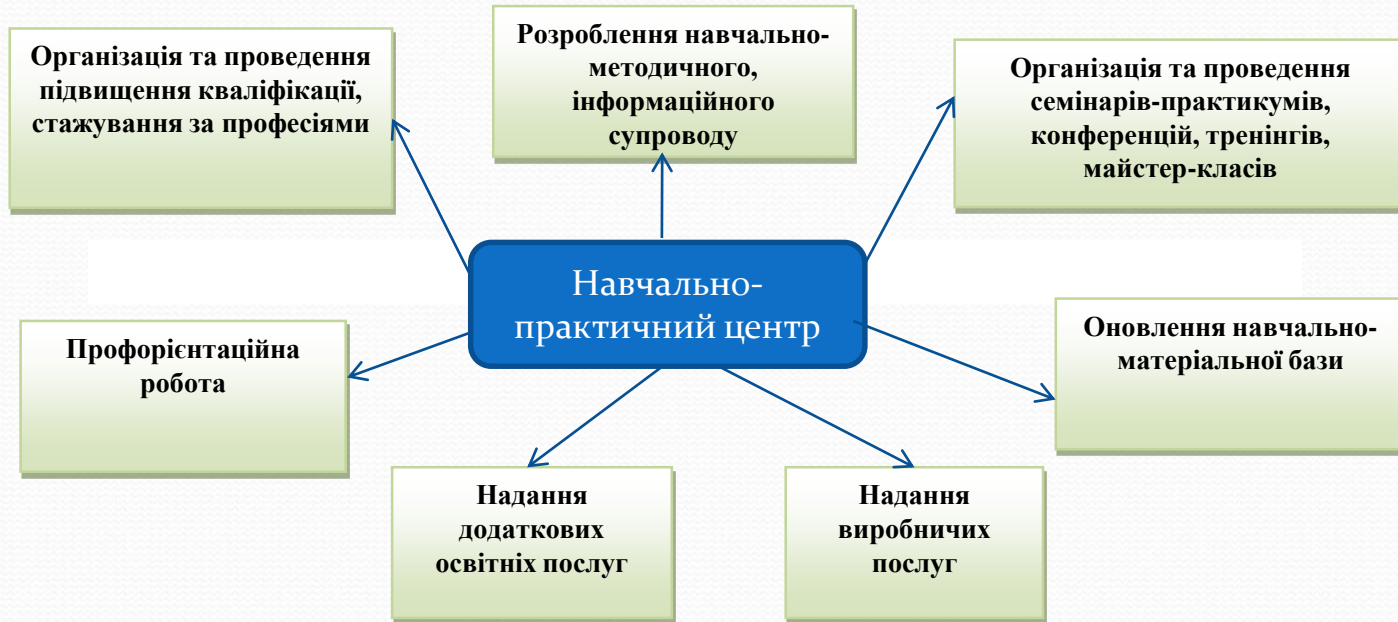 Організація та проведення
підвищення кваліфікації,
стажування за професіями
Розроблення навчально-
методичного,
інформаційного
супроводу
Організація та проведення
семінарів-практикумів,
конференцій, тренінгів,
майстер-класів
Навчально-
практичний центр
Профорієнтаційна
робота
Оновлення навчально-
матеріальної бази
Надання
додаткових
освітніх послуг
Надання
виробничих
послуг